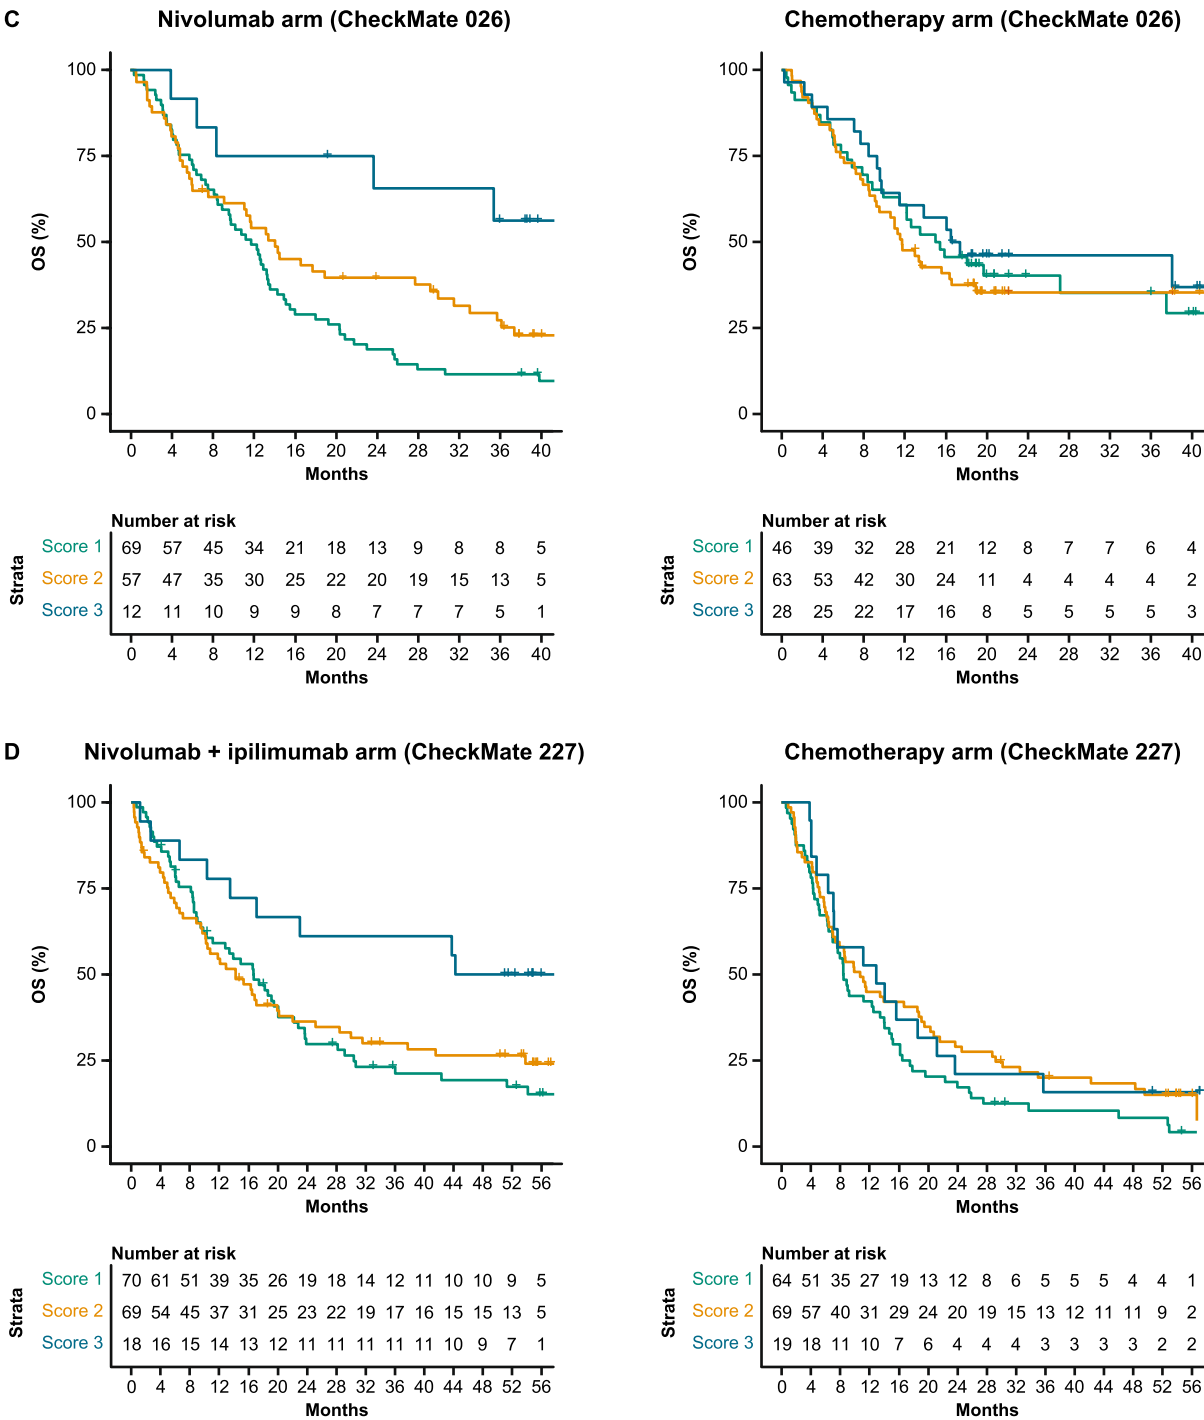 C
Nivolumab arm (CheckMate 026)
Chemotherapy arm (CheckMate 026)
OS (%)
100
75
50
25
0
0 4 8 12 16 20 24 28 32 36 40
Months
OS (%)
100
75
50
25
0
0 4 8 12 16 20 24 28 32 36 40
Months
Number at risk
Strata
Score 1 69 57 45 34 21 18 13 9 8 8 5
Score 2 57 47 35 30 25 22 20 19 15 13 5
Score 3 12 11 10 9 9 8 7 7 7 5 1
0 4 8 12 16 20 24 28 32 36 40
Months
Number at risk
Strata
Score 1 46 39 32 28 21 12 8 7 7 6 4
Score 2 63 53 42 30 24 11 4 4 4 4 2
Score 3 28 25 22 17 16 8 5 5 5 5 3
0 4 8 12 16 20 24 28 32 36 40
Months
D
Nivolumab + ipilimumab arm (CheckMate 227)
Chemotherapy arm (CheckMate 227)
OS (%)
100
75
50
25
0
0 4 8 12 16 20 24 28 32 36 40 44 48 52 56
Months
OS (%)
100
75
50
25
0
0 4 8 12 16 20 24 28 32 36 40 44 48 52 56
Months
Number at risk
Strata
Score 1 70 61 51 39 35 26 19 18 14 12 11 10 10 9 5
Score 2 69 54 45 37 31 25 23 22 19 17 16 15 15 13 5
Score 3 18 16 15 14 13 12 11 11 11 11 11 10 9 7 1
0 4 8 12 16 20 24 28 32 36 40 44 48 52 56
Months
Number at risk
Strata
Score 1 64 51 35 27 19 13 12 8 6 5 5 5 4 4 1
Score 2 69 57 40 31 29 24 20 19 15 13 12 11 11 9 2
Score 3 19 18 11 10 7 6 4 4 4 3 3 3 3 2 2
0 4 8 12 16 20 24 28 32 36 40 44 48 52 56
Months